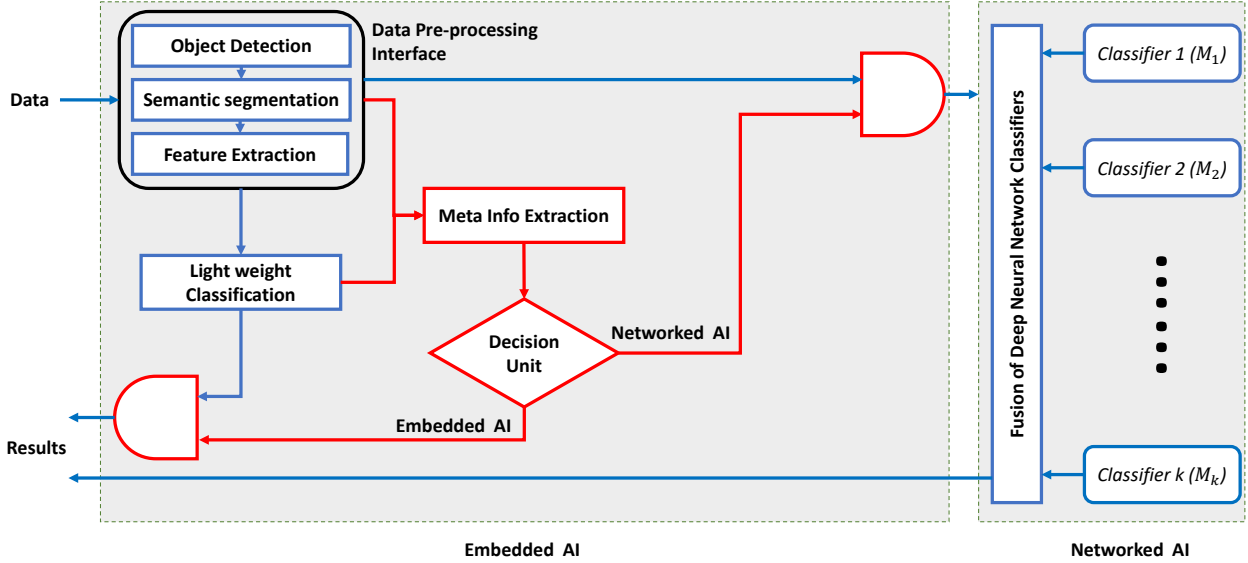 Object Detection
Data Pre-processing
Interface
Data
Semantic segmentation
Feature Extraction
Meta Info Extraction
Light weight
Classification
Decision
Unit
Networked AI
Embedded AI
Results
Fusion of Deep Neural Network Classifiers
Classifier 1 (M₁)
Classifier 2 (M₂)
Classifier k (Mₖ)
Embedded AI
Networked AI